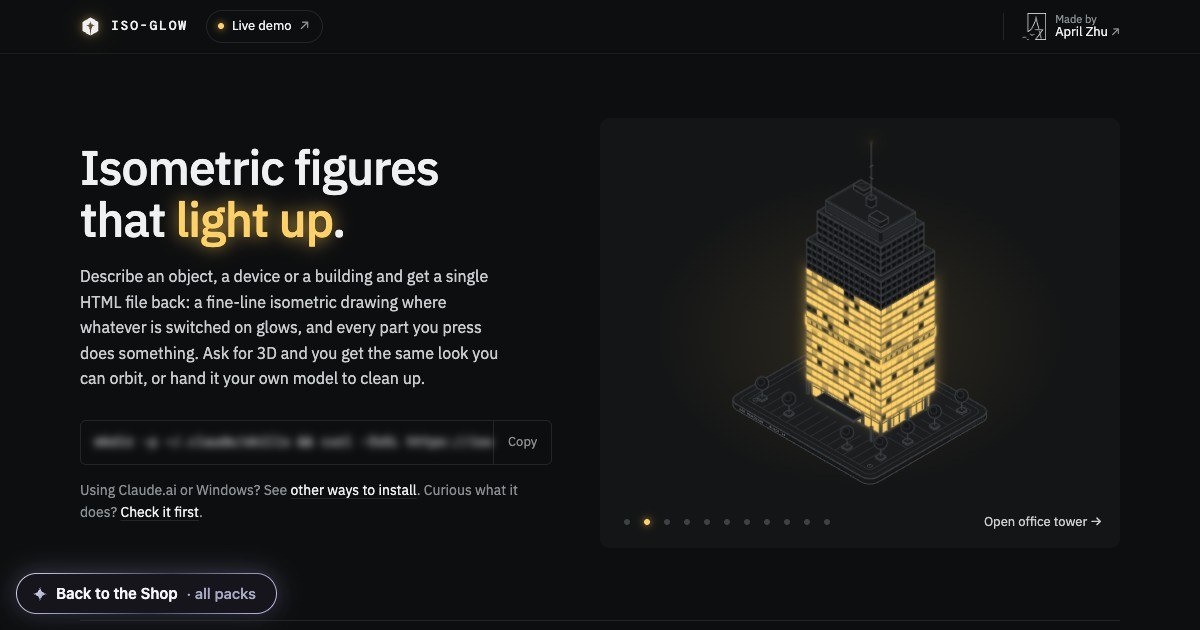 ISO-GLOW
Live demo ↗
Made by
April Zhu ↗
Isometric figures
that light up.
Describe an object, a device or a building and get a single
HTML file back: a fine-line isometric drawing where
whatever is switched on glows, and every part you press
does something. Ask for 3D and you get the same look you
can orbit, or hand it your own model to clean up.
Copy
Using Claude.ai or Windows? See other ways to install. Curious what it
does? Check it first.
Open office tower →
Back to the Shop · all packs